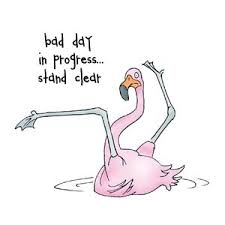 bad day
in progress...
stand clear